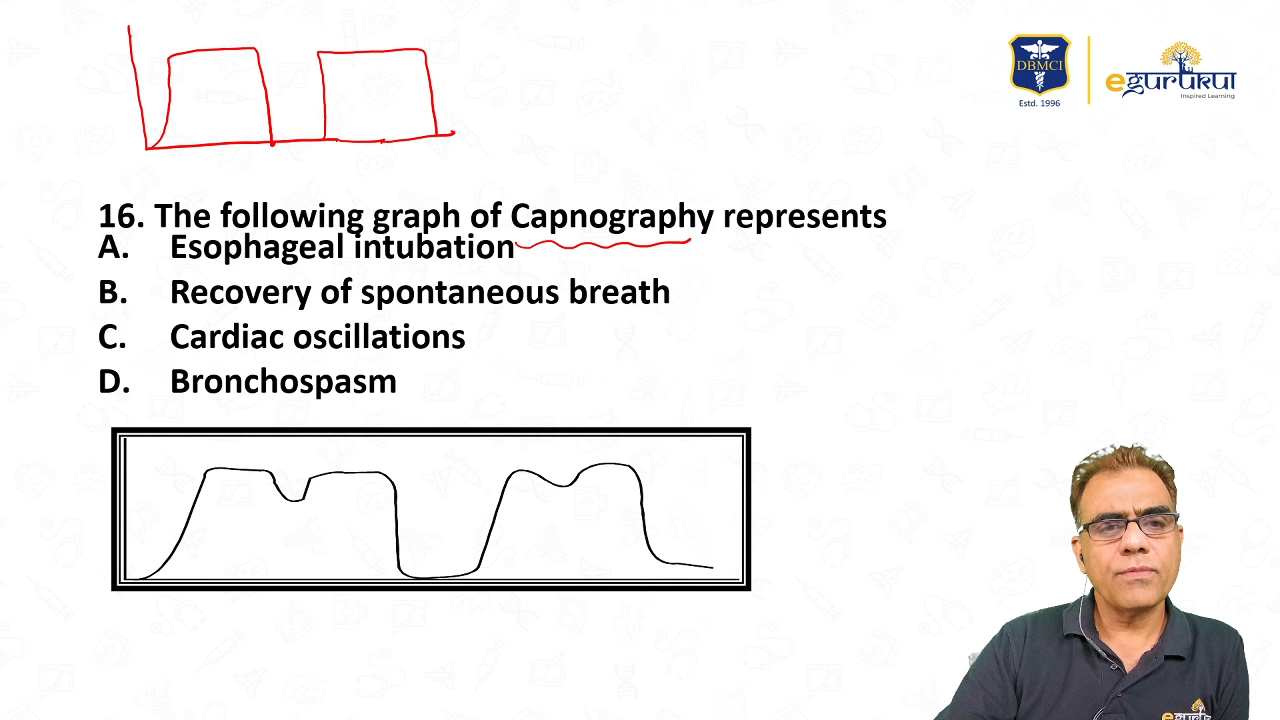 DBMCI
Estd. 1996
egurukul
Inspired Learning
16. The following graph of Capnography represents
A. Esophageal intubation
B. Recovery of spontaneous breath
C. Cardiac oscillations
D. Bronchospasm